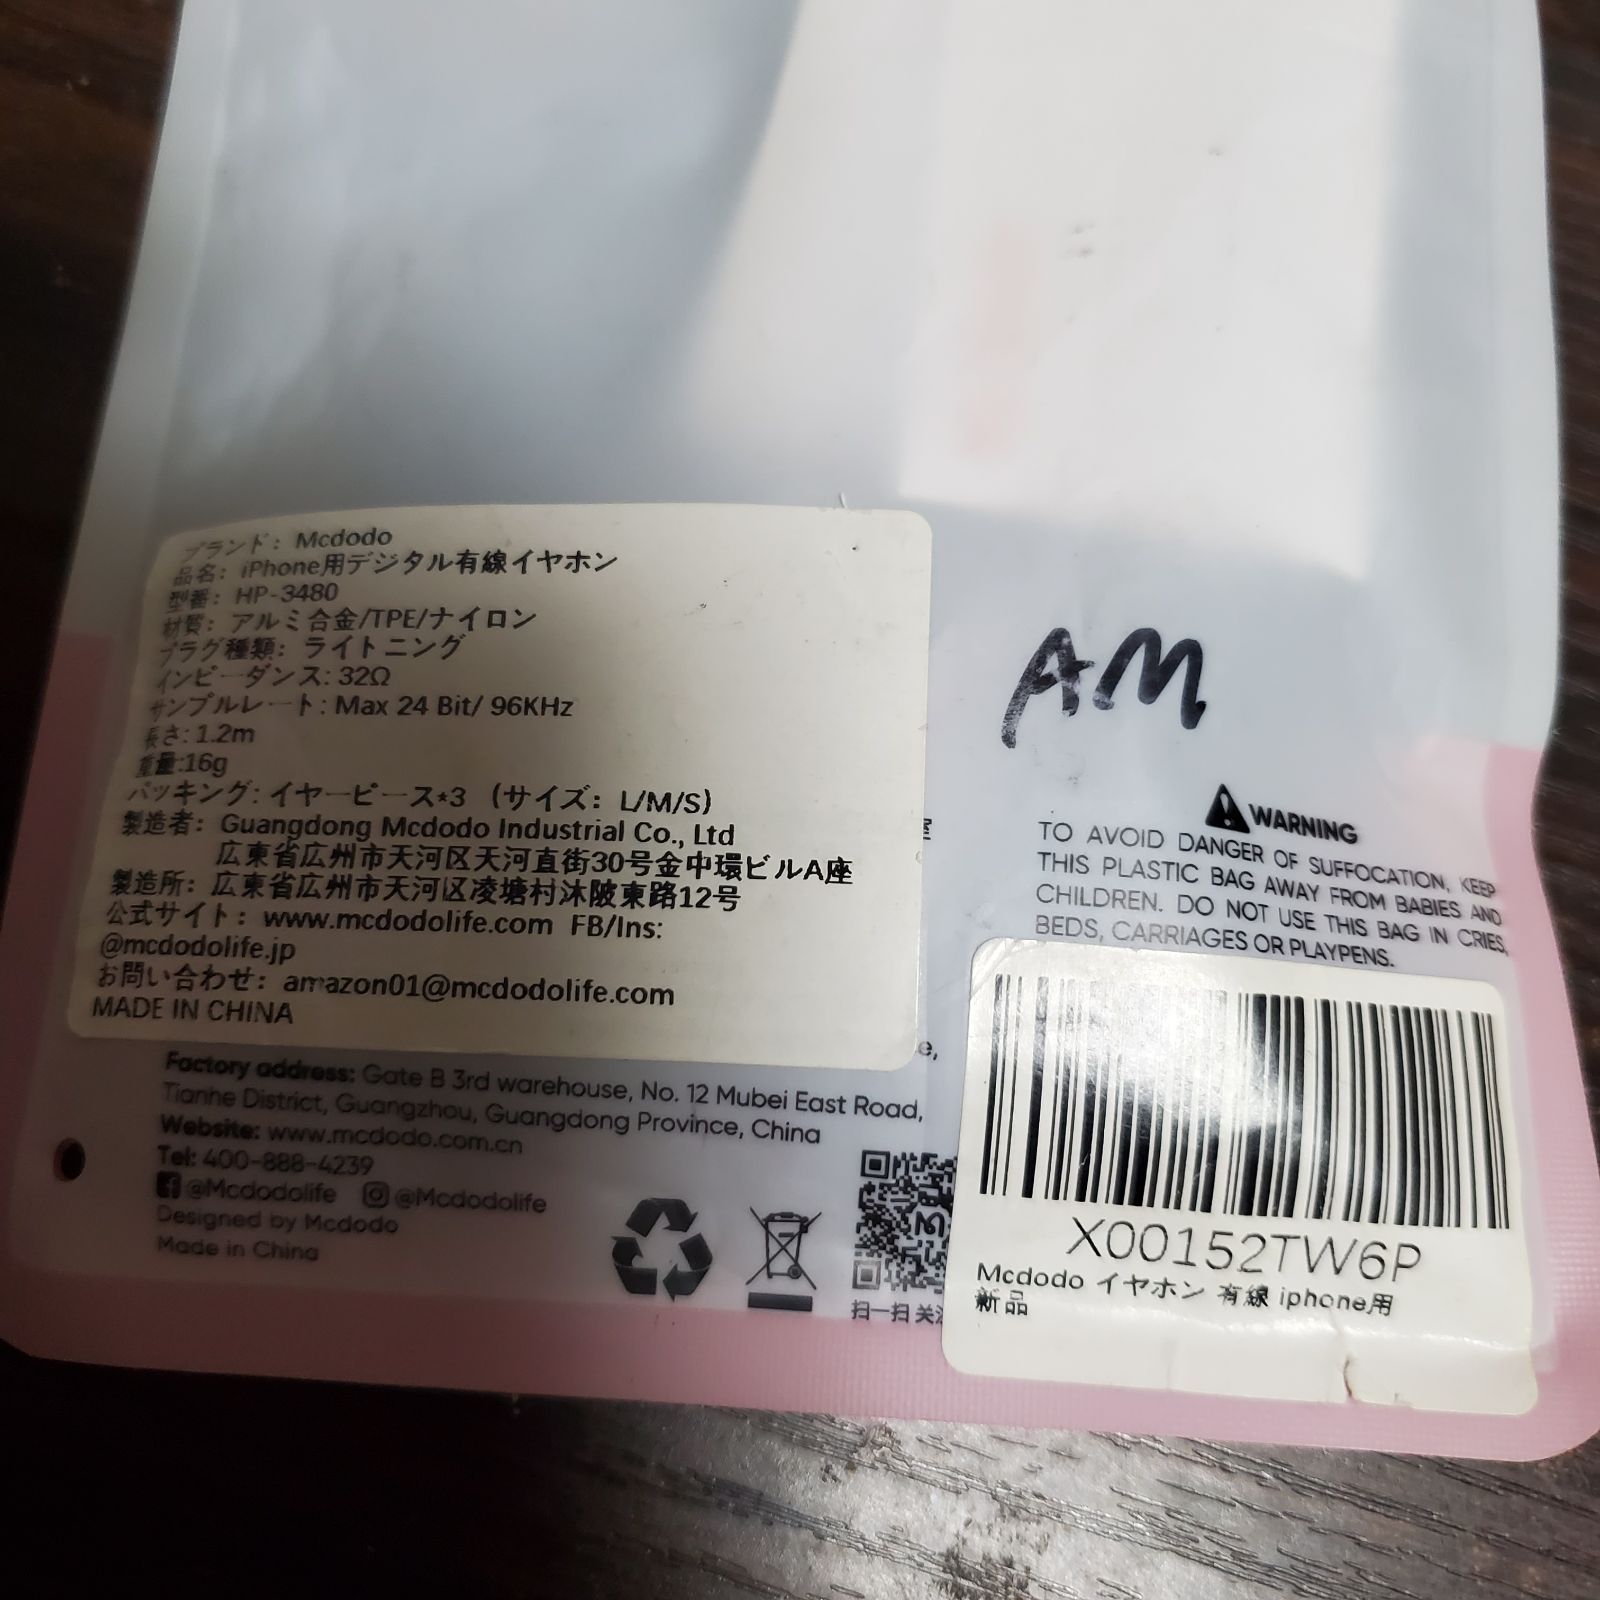 ブランド: Mcdodo
品名: iPhone用デジタル有線イヤホン
型番: HP-3480
材質: アルミ合金/TPE/ナイロン
プラグ種類: ライトニング
インピーダンス: 32Ω
サンプルレート: Max 24 Bit/ 96KHz
長さ: 1.2m
重量:16g
パッキング: イヤーピース*3 (サイズ: L/M/S)
製造者: Guangdong Mcdodo Industrial Co., Ltd
広東省広州市天河区天河直街30号金中環ビルA座
製造所: 広東省広州市天河区凌塘村沐陂東路12号
公式サイト: www.mcdodolife.com FB/Ins:
@mcdodolife.jp
お問い合わせ: amazon01@mcdodolife.com
MADE IN CHINA
Factory address: Gate B 3rd warehouse, No. 12 Mubei East Road,
Tianhe District, Guangzhou, Guangdong Province, China
Website: www.mcdodo.com.cn
Tel: 400-888-4239
@Mcdodolife @Mcdodolife
Designed by Mcdodo
Made in China
扫一扫 关
AM
WARNING
TO AVOID DANGER OF SUFFOCATION, KEEP
THIS PLASTIC BAG AWAY FROM BABIES AND
CHILDREN. DO NOT USE THIS BAG IN CRIES,
BEDS, CARRIAGES OR PLAYPENS.
X00152TW6P
Mcdodo イヤホン 有線 iphone用
新品